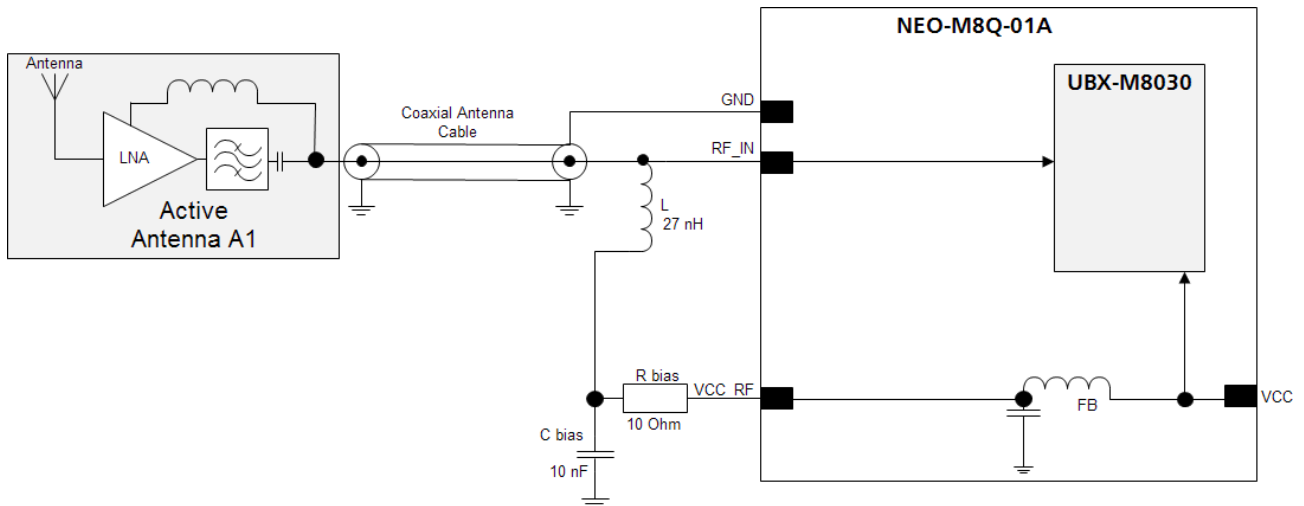 NEO-M8Q-01A
Antenna
UBX-M8030
GND
Coaxial Antenna
Cable
RF_IN
LNA
Active
Antenna A1
L
27 nH
R bias
VCC_RF
VCC
FB
10 Ohm
C bias
10 nF